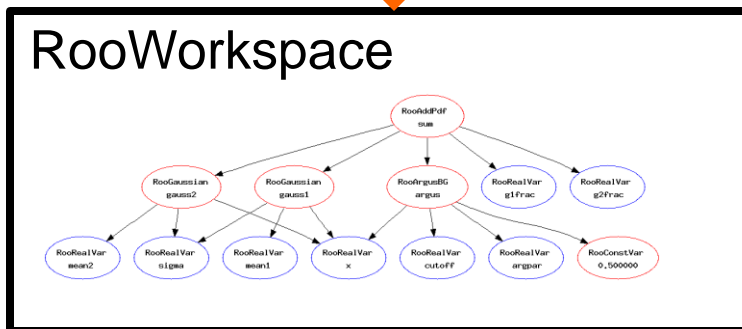 RooWorkspace
RooAddPdf
sum
RooGaussian
gauss2
RooGaussian
gauss1
RooArgusBG
argus
RooRealVar
g1frac
RooRealVar
g2frac
RooRealVar
mean2
RooRealVar
sigma
RooRealVar
mean1
RooRealVar
x
RooRealVar
cutoff
RooRealVar
argpar
RooConstVar
0,500000